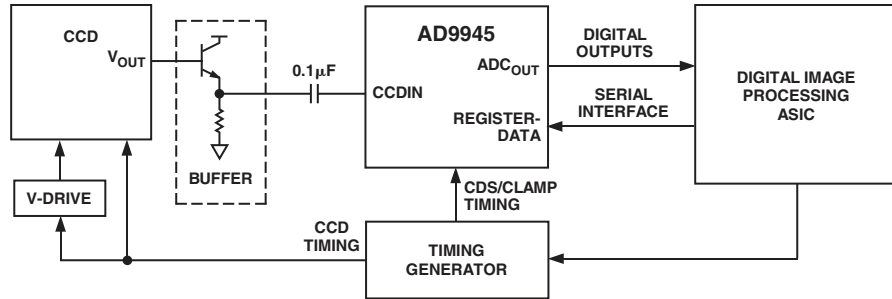 CCD
VOUT
BUFFER
0.1µF
AD9945
CCDIN
ADCOUT
REGISTER-
DATA
DIGITAL
OUTPUTS
SERIAL
INTERFACE
DIGITAL IMAGE
PROCESSING
ASIC
V-DRIVE
CCD
TIMING
CDS/CLAMP
TIMING
TIMING
GENERATOR